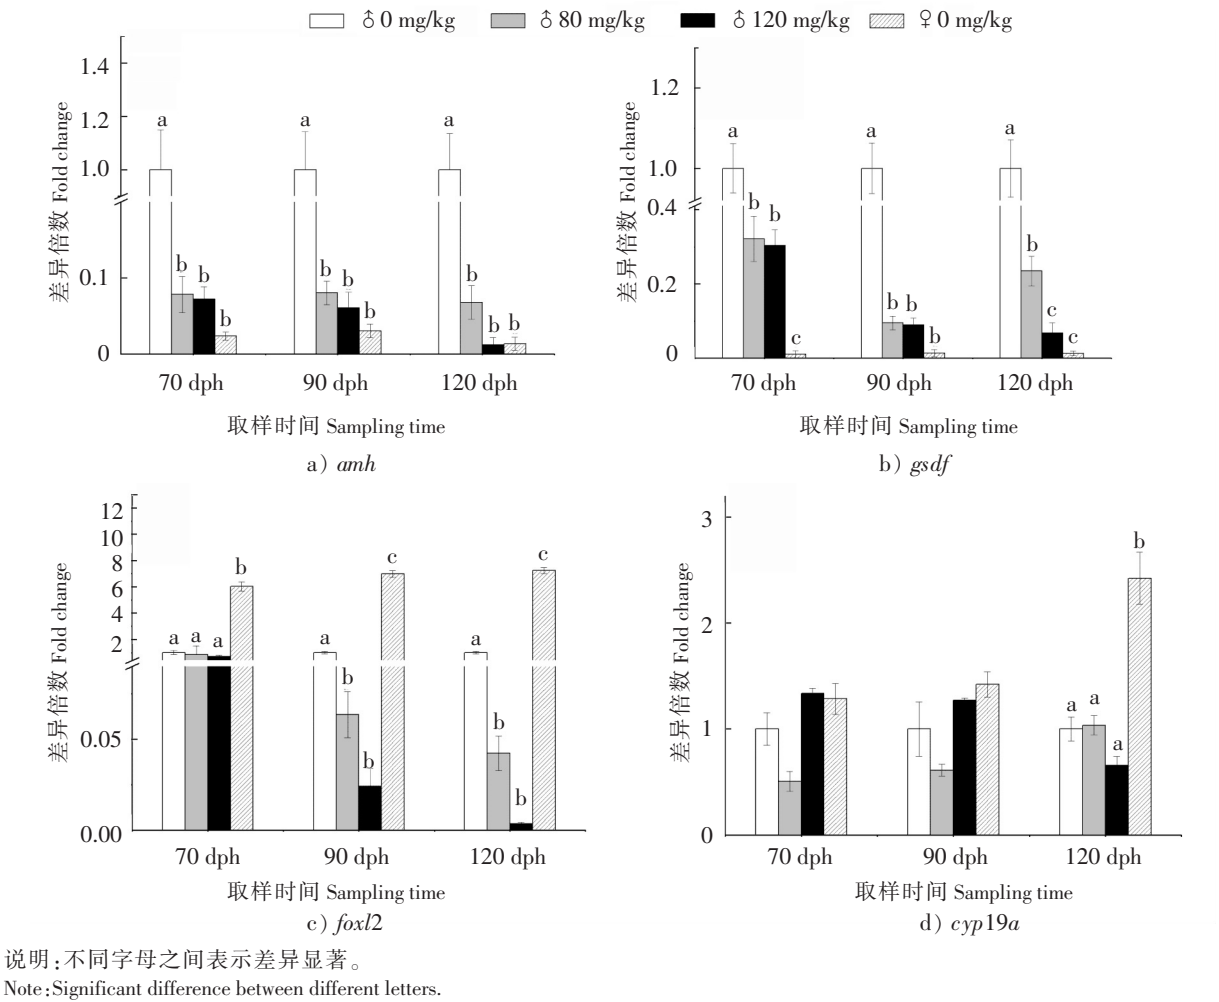 ♂0 mg/kg ♂80 mg/kg ♂120 mg/kg ♀0 mg/kg
差异倍数 Fold change
1.4
1.2
1.0
0.1
0
a a a
b b b
b b b b b b
70 dph 90 dph 120 dph
取样时间 Sampling time
a) amh
差异倍数 Fold change
1.2
1.0
0.4
0.2
0
a a a
b b b b b c
c b c
70 dph 90 dph 120 dph
取样时间 Sampling time
b) gsdf
差异倍数 Fold change
12
10
8
6
4
2
0.05
0.00
a a a b a b b c a b b c
70 dph 90 dph 120 dph
取样时间 Sampling time
c) foxl2
差异倍数 Fold change
3
2
1
0
a a a b
70 dph 90 dph 120 dph
取样时间 Sampling time
d) cyp19a
说明:不同字母之间表示差异显著。
Note:Significant difference between different letters.